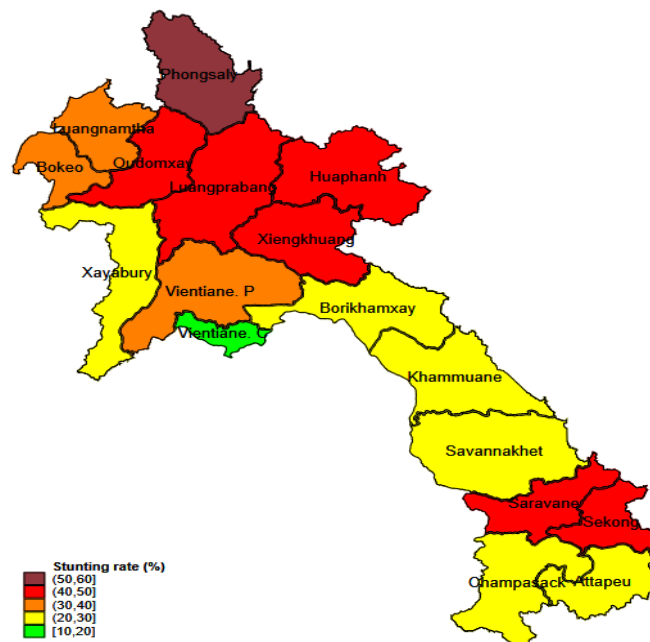 Phongsaly
Luangnamtha
Oudomxay
Bokeo
Luangprabang
Huaphanh
Xiengkhuang
Xayabury
Vientiane. P
Borikhamxay
Vientiane. C
Khammuane
Savannakhet
Saravane
Sekong
Champasack
Attapeu
Stunting rate (%)
(50,60]
(40,50]
(30,40]
(20,30]
[10,20]